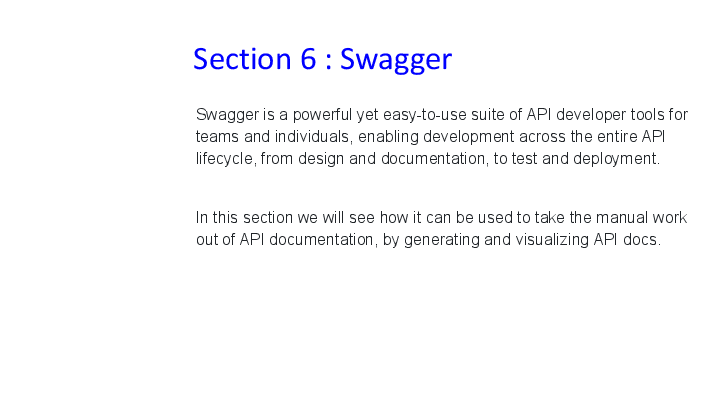 Section 6 : Swagger
Swagger is a powerful yet easy-to-use suite of API developer tools for
teams and individuals, enabling development across the entire API
lifecycle, from design and documentation, to test and deployment.
In this section we will see how it can be used to take the manual work
out of API documentation, by generating and visualizing API docs.